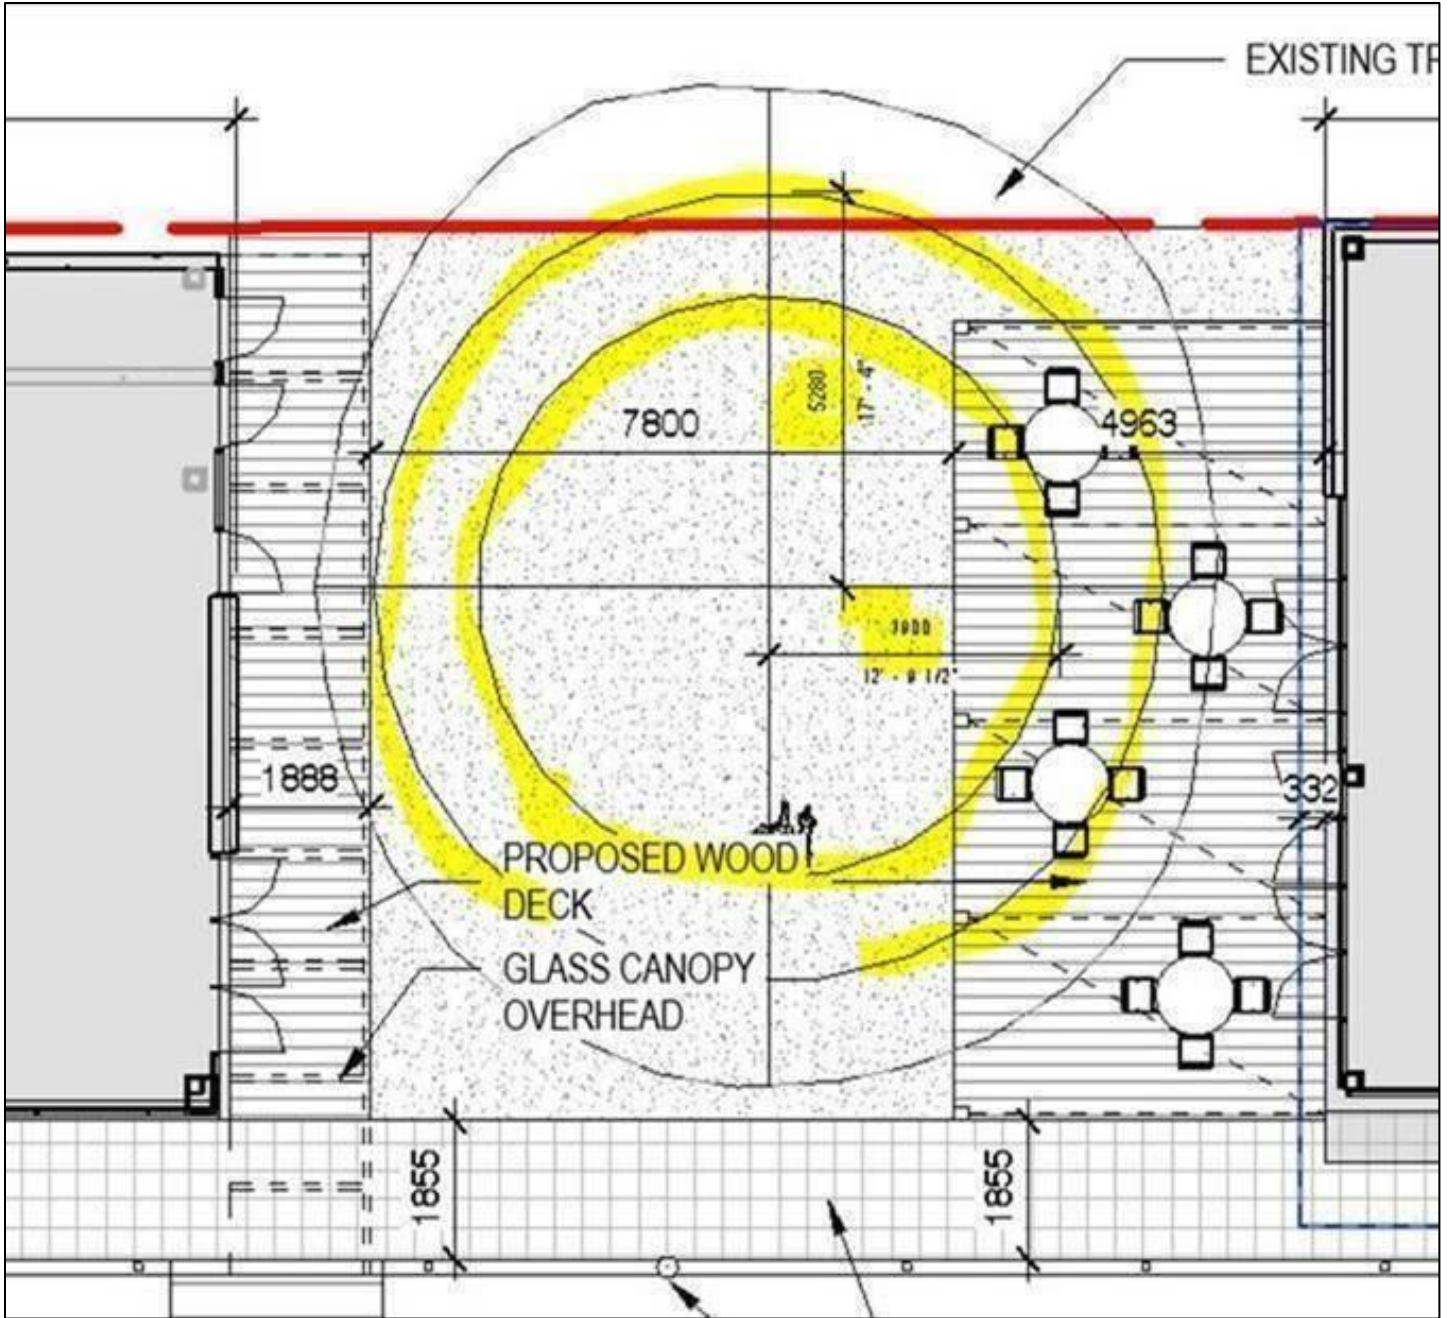 EXISTING TR
7800
5280
17' - 4"
4963
3900
12' - 9 1/2"
1888
332
PROPOSED WOOD
DECK
GLASS CANOPY
OVERHEAD
1855
1855